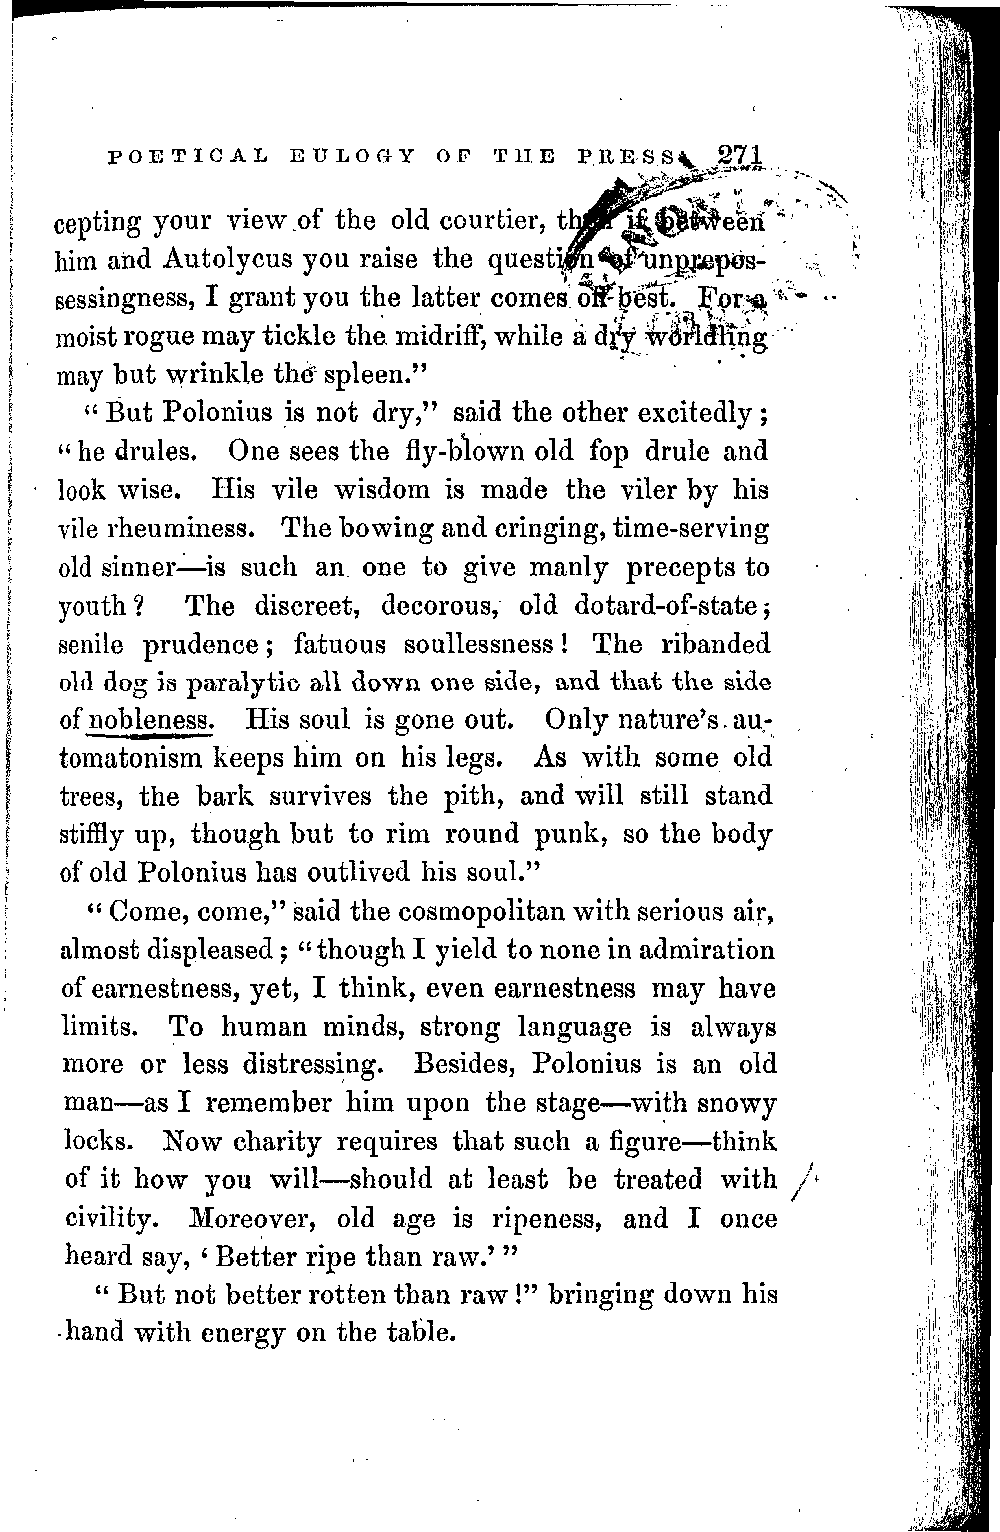 POETICAL EULOGY OF THE PRESS. 271
cepting your view of the old courtier, then if between
him and Autolycus you raise the question of unprepos-
sessingness, I grant you the latter comes off best. For a
moist rogue may tickle the midriff, while a dry worldling
may but wrinkle the spleen."
"But Polonius is not dry," said the other excitedly;
"he drules. One sees the fly-blown old fop drule and
look wise. His vile wisdom is made the viler by his
vile rheuminess. The bowing and cringing, time-serving
old sinner—is such an one to give manly precepts to
youth? The discreet, decorous, old dotard-of-state;
senile prudence; fatuous soullessness! The ribanded
old dog is paralytic all down one side, and that the side
of nobleness. His soul is gone out. Only nature's au-
tomatonism keeps him on his legs. As with some old
trees, the bark survives the pith, and will still stand
stiffly up, though but to rim round punk, so the body
of old Polonius has outlived his soul."
"Come, come," said the cosmopolitan with serious air,
almost displeased; "though I yield to none in admiration
of earnestness, yet, I think, even earnestness may have
limits. To human minds, strong language is always
more or less distressing. Besides, Polonius is an old
man—as I remember him upon the stage—with snowy
locks. Now charity requires that such a figure—think
of it how you will—should at least be treated with
civility. Moreover, old age is ripeness, and I once
heard say, 'Better ripe than raw.'"
"But not better rotten than raw!" bringing down his
hand with energy on the table.